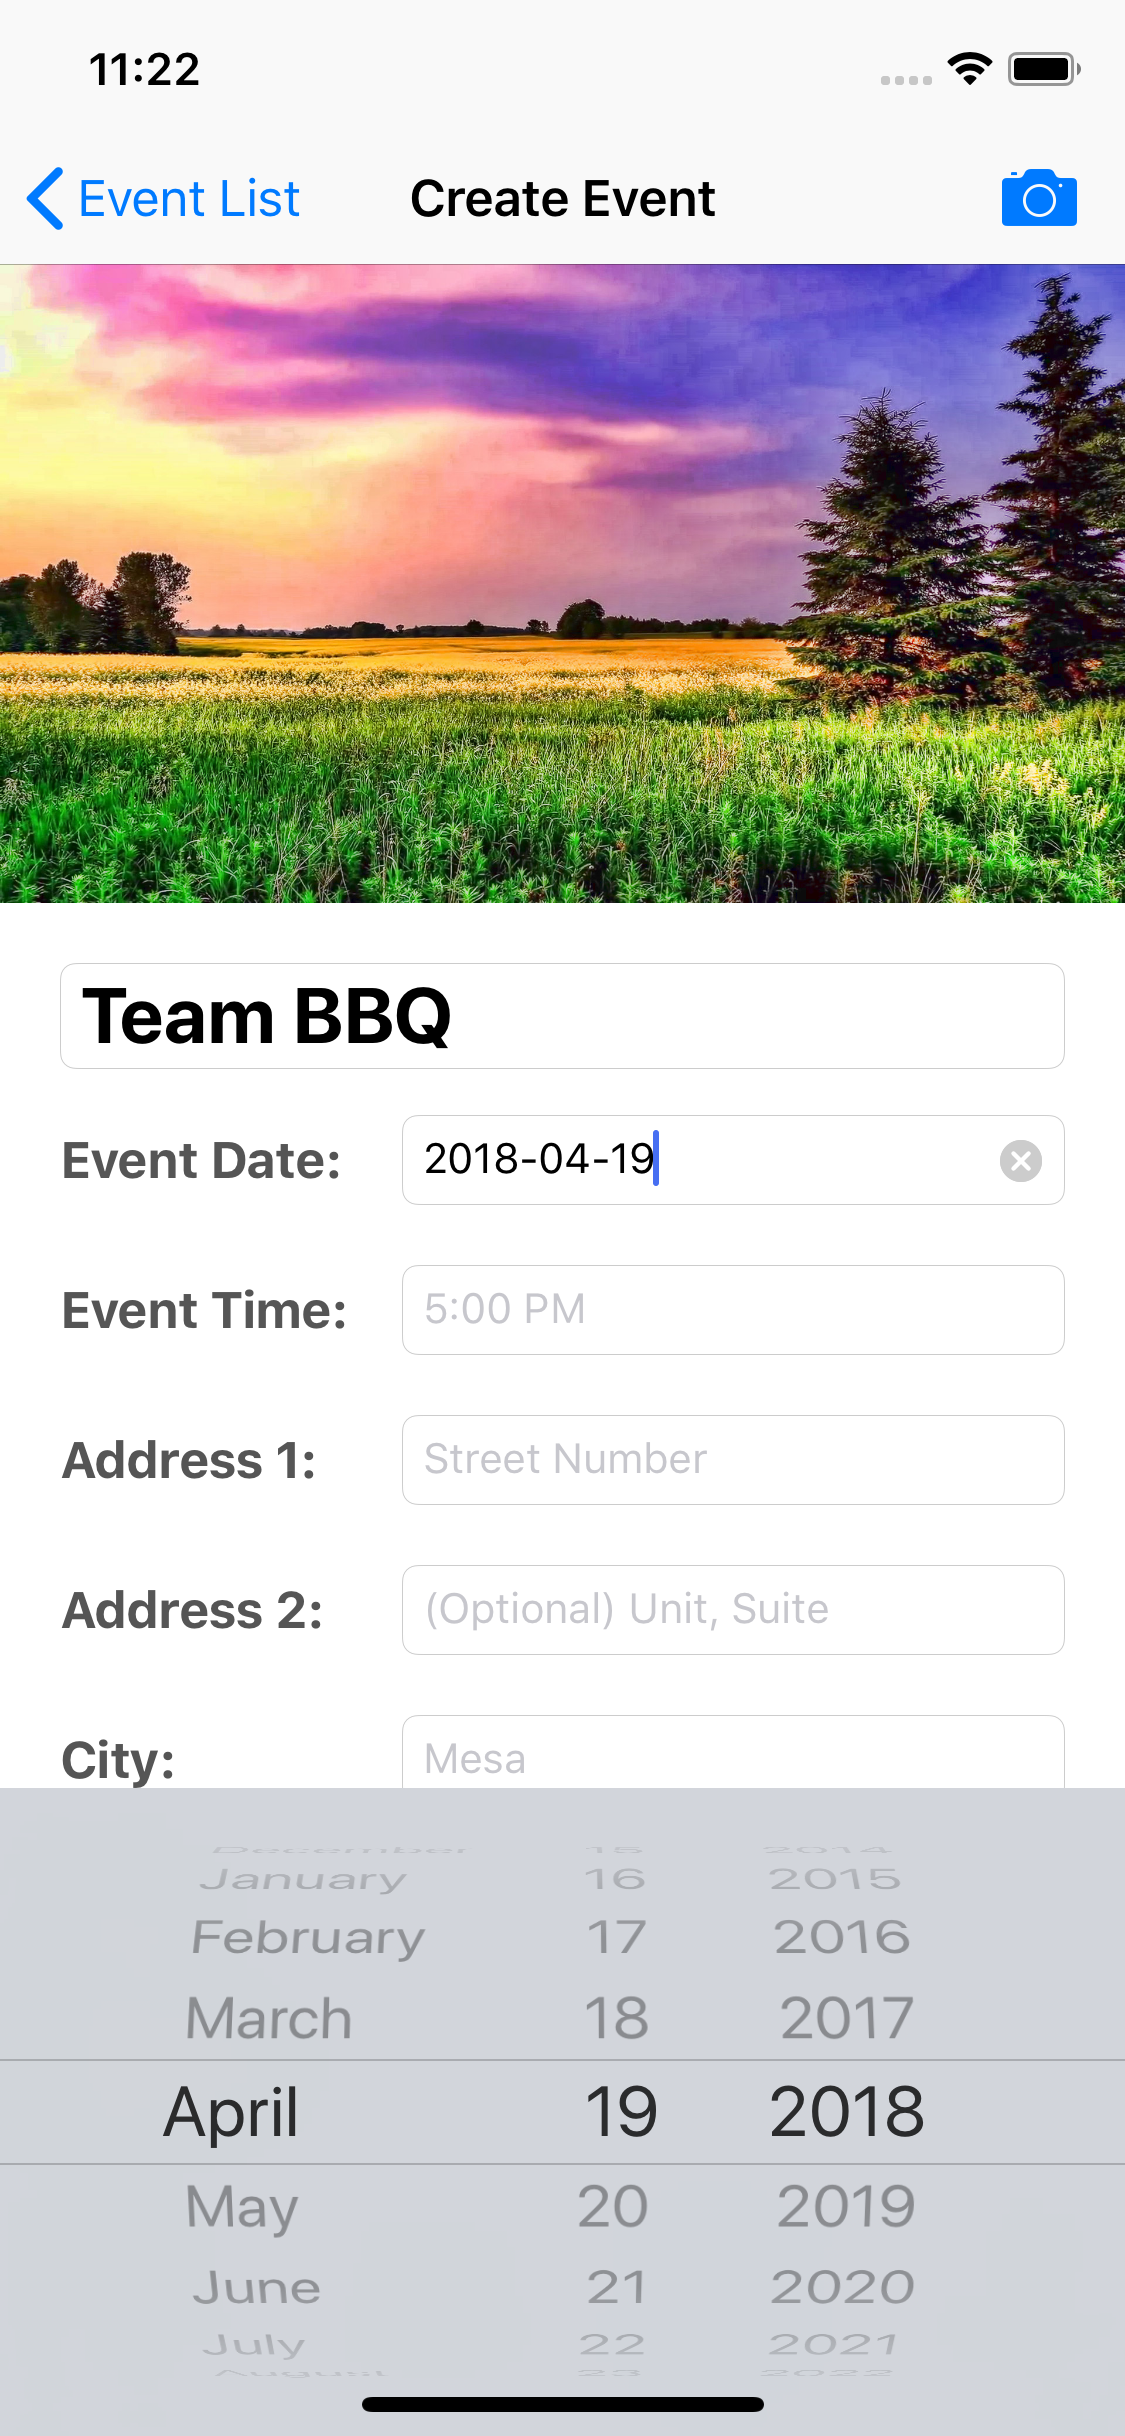 11:22
Event List Create Event
Team BBQ
Event Date: 2018-04-19
Event Time: 5:00 PM
Address 1: Street Number
Address 2: (Optional) Unit, Suite
City: Mesa
December 15 2014
January 16 2015
February 17 2016
March 18 2017
April 19 2018
May 20 2019
June 21 2020
July 22 2021
August 23 2022